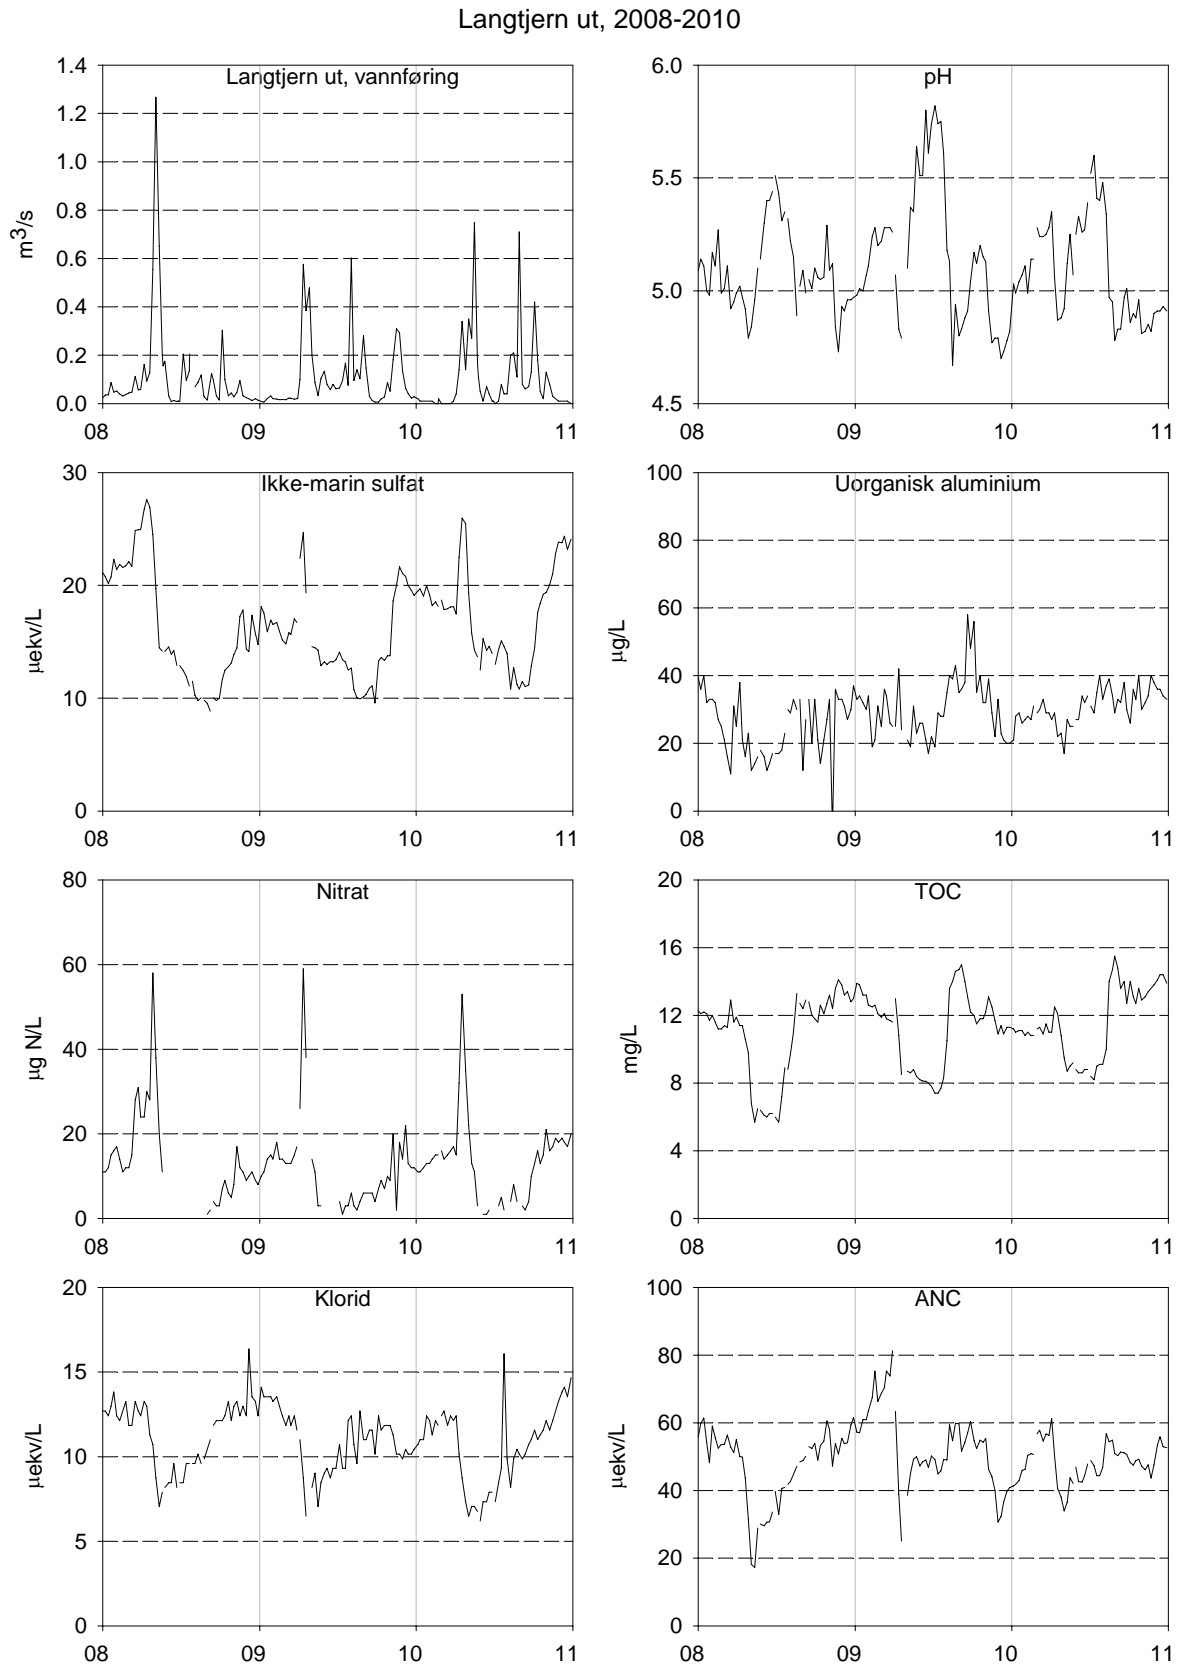 Langtjern ut, 2008-2010
Langtjern ut, vannføring
m3/s
1.4
1.2
1.0
0.8
0.6
0.4
0.2
0.0
08 09 10 11
pH
6.0
5.5
5.0
4.5
08 09 10 11
Ikke-marin sulfat
µekv/L
30
20
10
0
08 09 10 11
Uorganisk aluminium
µg/L
100
80
60
40
20
0
08 09 10 11
Nitrat
µg N/L
80
60
40
20
0
08 09 10 11
TOC
mg/L
20
16
12
8
4
0
08 09 10 11
Klorid
µekv/L
20
15
10
5
0
08 09 10 11
ANC
µekv/L
100
80
60
40
20
0
08 09 10 11